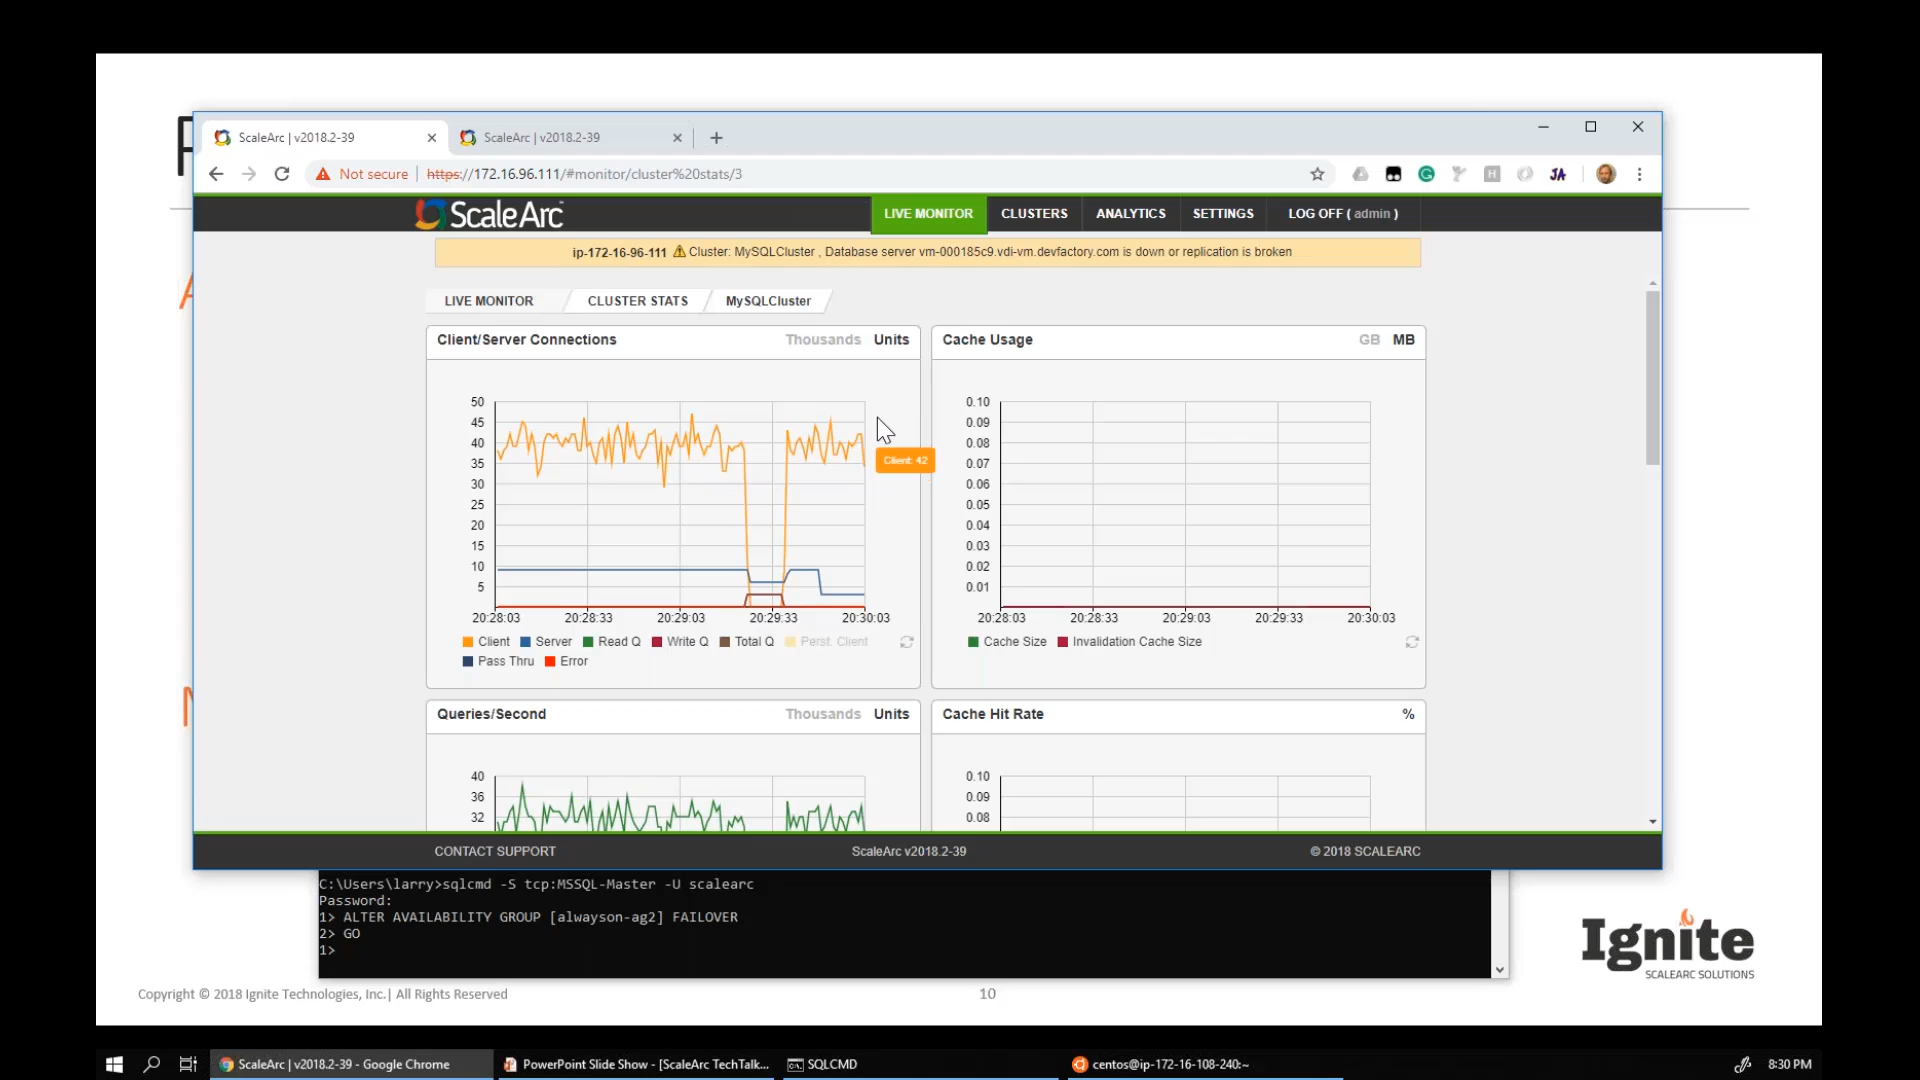 ScaleArc | v2018.2-39
ScaleArc | v2018.2-39
Not secure | https://172.16.96.111/#monitor/cluster%20stats/3
ScaleArc
LIVE MONITOR CLUSTERS ANALYTICS SETTINGS LOG OFF ( admin )
ip-172-16-96-111 Cluster: MySQLCluster , Database server vm-000185c9.vdi-vm.devfactory.com is down or replication is broken
LIVE MONITOR CLUSTER STATS MySQLCluster
Client/Server Connections Thousands Units
50
45
40
35
30
25
20
15
10
5
20:28:03 20:28:33 20:29:03 20:29:33 20:30:03
Client: 42
Client Server Read Q Write Q Total Q Perst. Client
Pass Thru Error
Cache Usage GB MB
0.10
0.09
0.08
0.07
0.06
0.05
0.04
0.03
0.02
0.01
20:28:03 20:28:33 20:29:03 20:29:33 20:30:03
Cache Size Invalidation Cache Size
Queries/Second Thousands Units
40
36
32
Cache Hit Rate %
0.10
0.09
0.08
CONTACT SUPPORT ScaleArc v2018.2-39 © 2018 SCALEARC
C:\Users\larry>sqlcmd -S tcp:MSSQL-Master -U scalearc
Password:
1> ALTER AVAILABILITY GROUP [alwayson-ag2] FAILOVER
2> GO
1>
Ignite
SCALEARC SOLUTIONS
Copyright © 2018 Ignite Technologies, Inc.| All Rights Reserved 10
ScaleArc | v2018.2-39 - Google Chrome PowerPoint Slide Show - [ScaleArc TechTalk... SQLCMD centos@ip-172-16-108-240:~ 8:30 PM